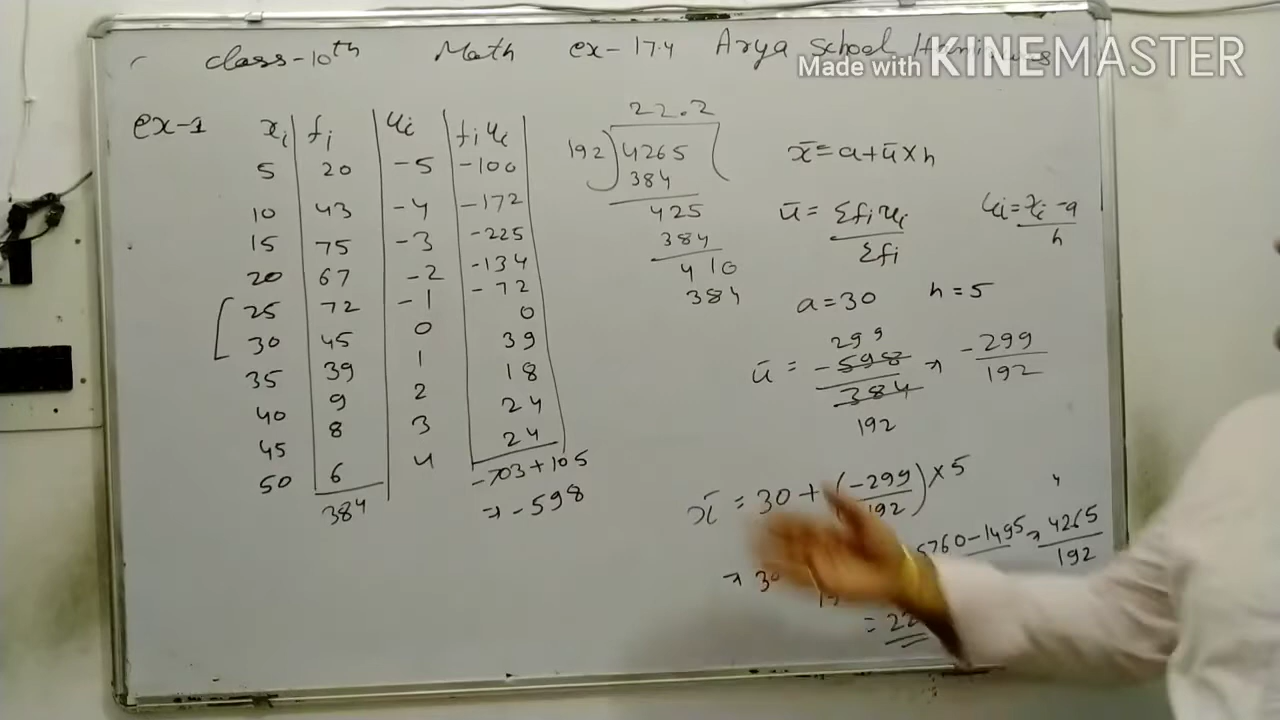 class-10th Math ex-17.4 Arya School
Made with KINEMASTER
ex-1
xi fi ui fiui
5 20 -5 -100
10 43 -4 -172
15 75 -3 -225
20 67 -2 -134
25 72 -1 -72
30 45 0 0
35 39 1 39
40 9 2 18
45 8 3 24
50 6 4 24
384 -703+105
⇒ -598
22.2
192)4265(
384
425
384
410
384
x̄=a+ū×h
ū = Σfiui/Σfi
ui=xi-a/h
a=30 h=5
299
ū = -598/384 ⇒ -299/192
192
x̄ = 30+(-299/192)×5
⇒ 30
5760-1495 ⇒ 4265/192
= 22